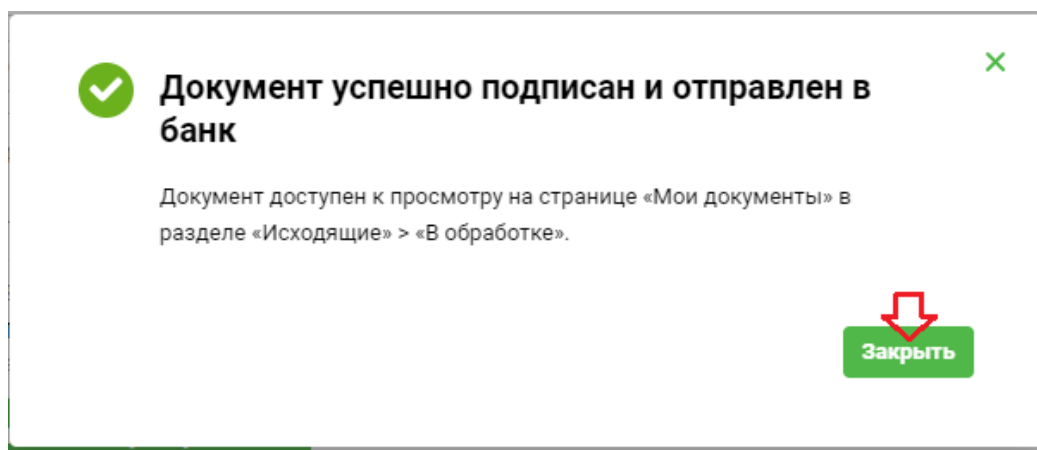 Документ успешно подписан и отправлен в
банк
Документ доступен к просмотру на странице «Мои документы» в
разделе «Исходящие» > «В обработке».
Закрыть